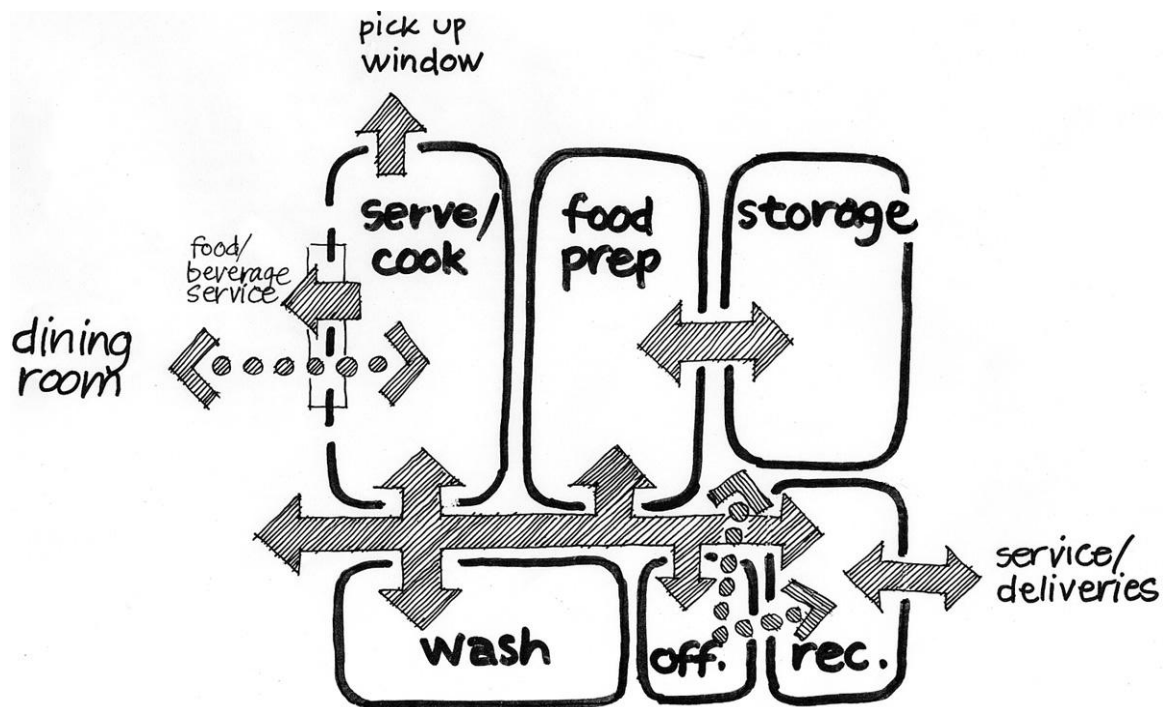 pick up
window
serve/
cook
food
prep
storage
food/
beverage
service
dining
room
service/
deliveries
wash
off.
rec.